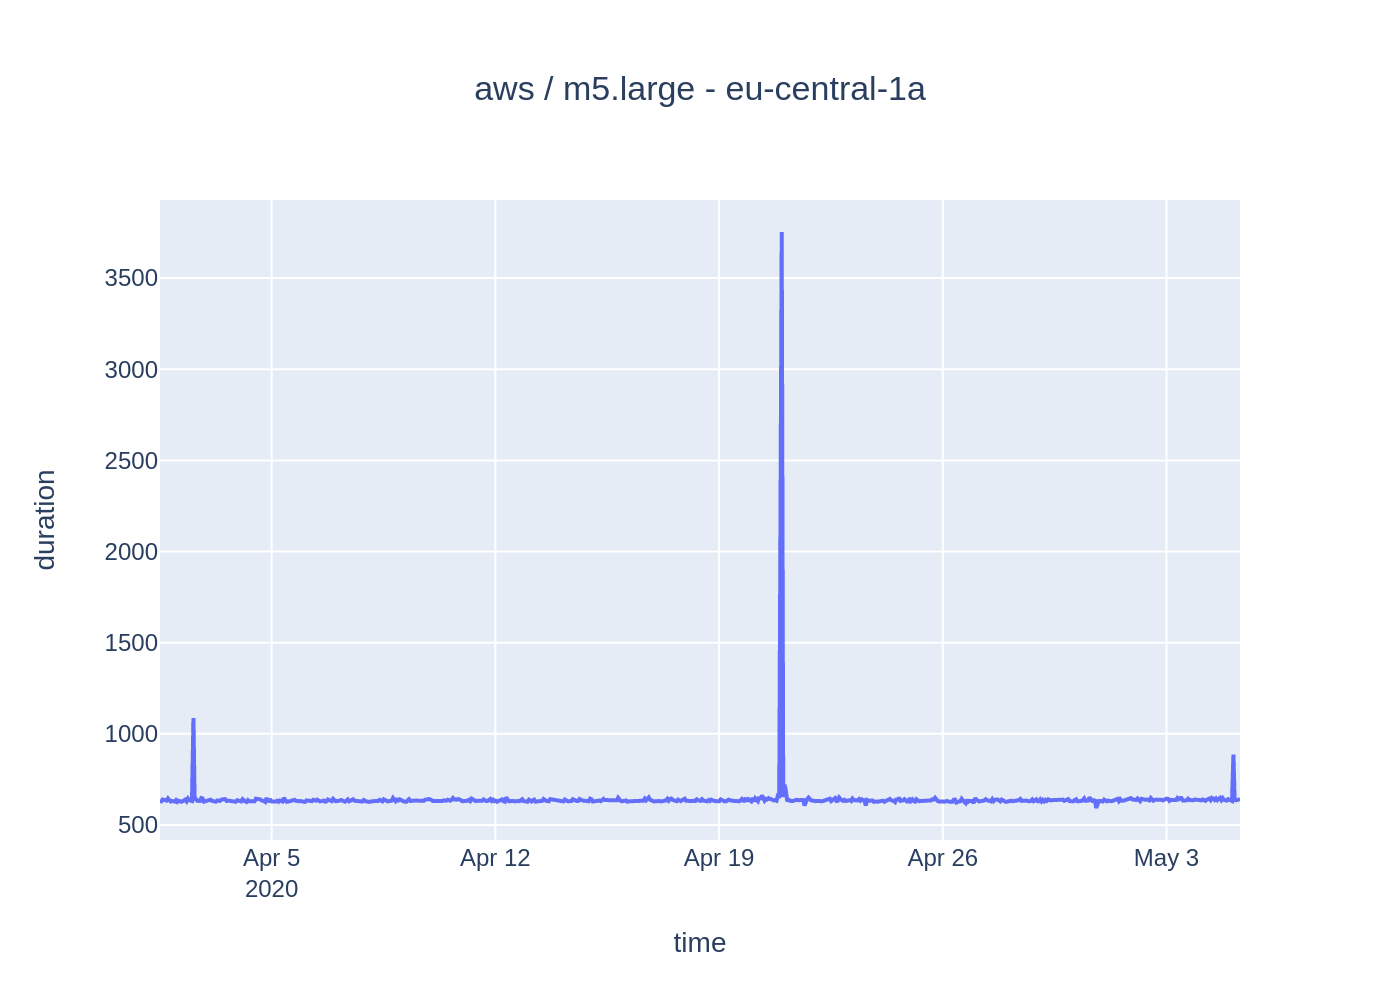 aws / m5.large - eu-central-1a
3500
3000
2500
2000
1500
1000
500
duration
Apr 5
2020
Apr 12
Apr 19
Apr 26
May 3
time